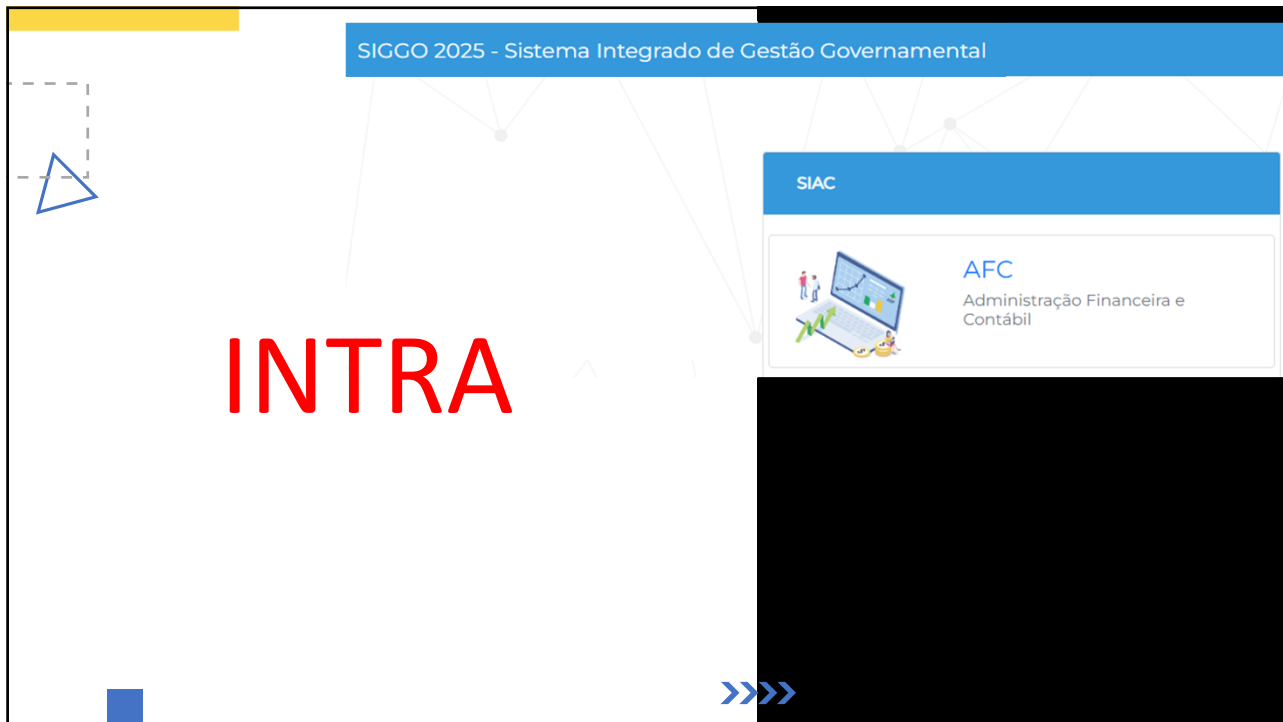 SIGGO 2025 - Sistema Integrado de Gestão Governamental
SIAC
AFC
Administração Financeira e
Contábil
INTRA